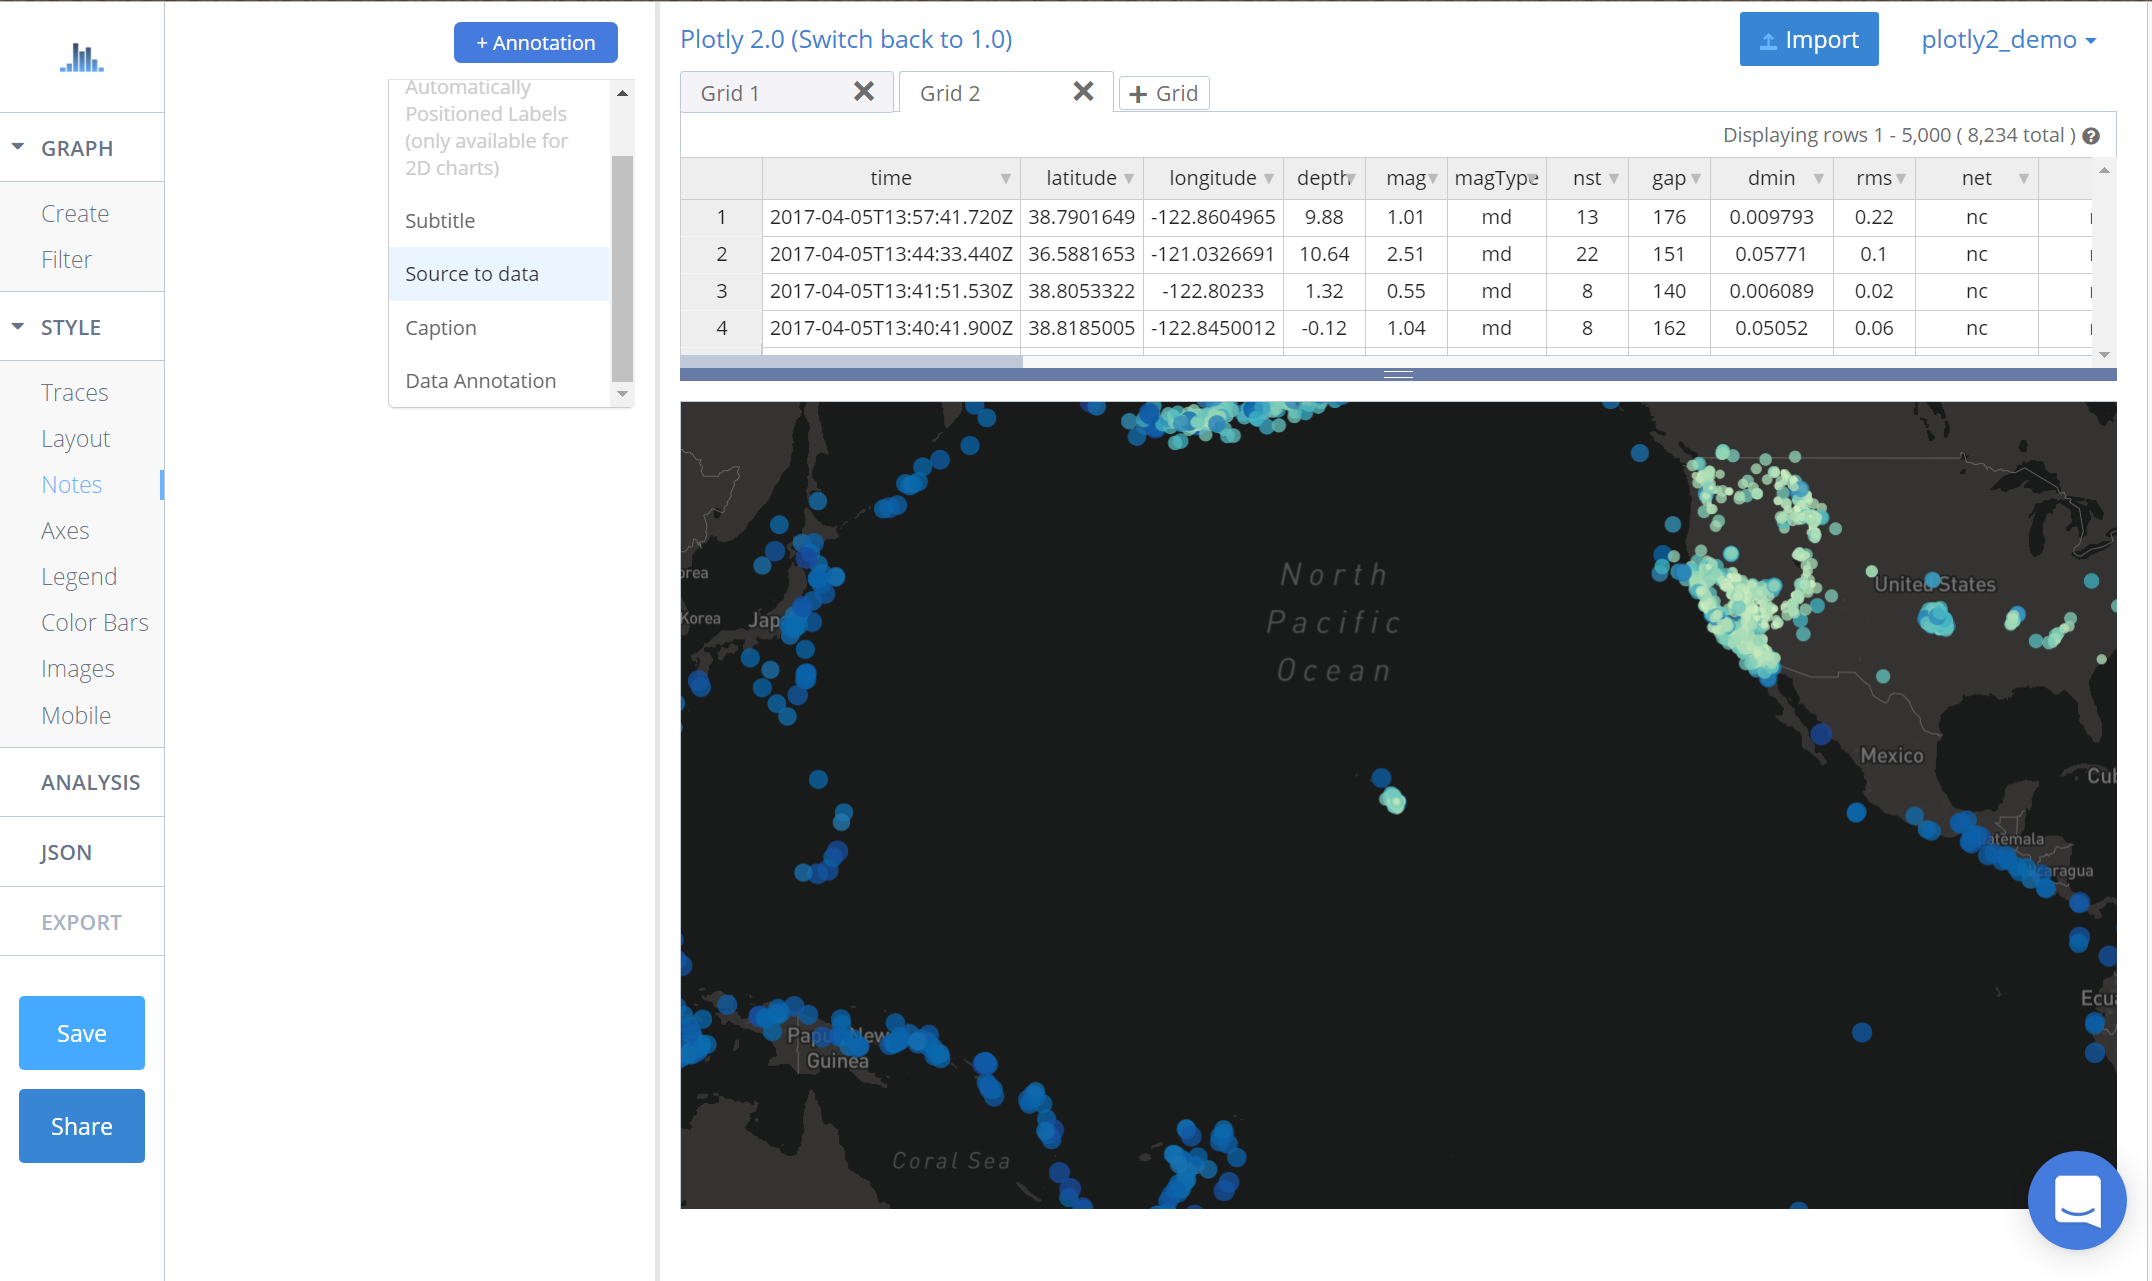 + Annotation
Plotly 2.0 (Switch back to 1.0)
Import
plotly2_demo
Grid 1
Grid 2
+ Grid
Displaying rows 1 - 5,000 ( 8,234 total )
time latitude longitude depth mag magType nst gap dmin rms net
1 2017-04-05T13:57:41.720Z 38.7901649 -122.8604965 9.88 1.01 md 13 176 0.009793 0.22 nc
2 2017-04-05T13:44:33.440Z 36.5881653 -121.0326691 10.64 2.51 md 22 151 0.05771 0.1 nc
3 2017-04-05T13:41:51.530Z 38.8053322 -122.80233 1.32 0.55 md 8 140 0.006089 0.02 nc
4 2017-04-05T13:40:41.900Z 38.8185005 -122.8450012 -0.12 1.04 md 8 162 0.05052 0.06 nc
GRAPH
Create
Filter
STYLE
Traces
Layout
Notes
Axes
Legend
Color Bars
Images
Mobile
ANALYSIS
JSON
EXPORT
Save
Share
Automatically
Positioned Labels
(only available for
2D charts)
Subtitle
Source to data
Caption
Data Annotation
North
Pacific
Ocean
United States
Mexico
Korea
Guinea
Coral Sea